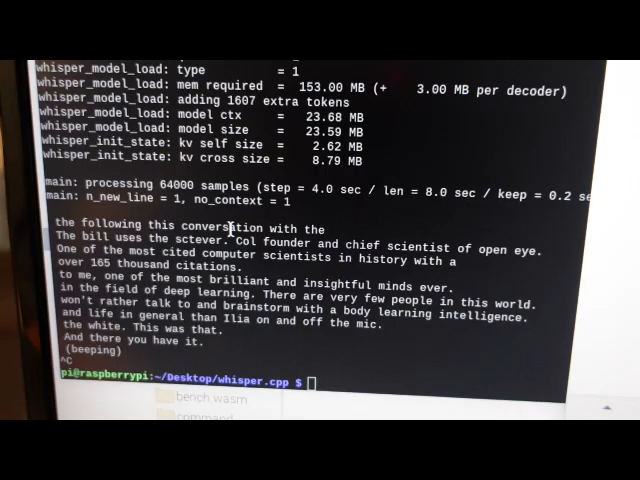 whisper_model_load: type = 1
whisper_model_load: mem required = 153.00 MB (+ 3.00 MB per decoder)
whisper_model_load: adding 1607 extra tokens
whisper_model_load: model ctx = 23.68 MB
whisper_model_load: model size = 23.59 MB
whisper_init_state: kv self size = 2.62 MB
whisper_init_state: kv cross size = 8.79 MB
main: processing 64000 samples (step = 4.0 sec / len = 8.0 sec / keep = 0.2 se
main: n_new_line = 1, no_context = 1
the following this conversation with the
The bill uses the sctever. Col founder and chief scientist of open eye.
One of the most cited computer scientists in history with a
over 165 thousand citations.
to me, one of the most brilliant and insightful minds ever.
in the field of deep learning. There are very few people in this world.
won't rather talk to and brainstorm with a body learning intelligence.
and life in general than Ilia on and off the mic.
the white. This was that.
And there you have it.
(beeping)
^C
pi@raspberrypi:~/Desktop/whisper.cpp $
bench.wasm
command